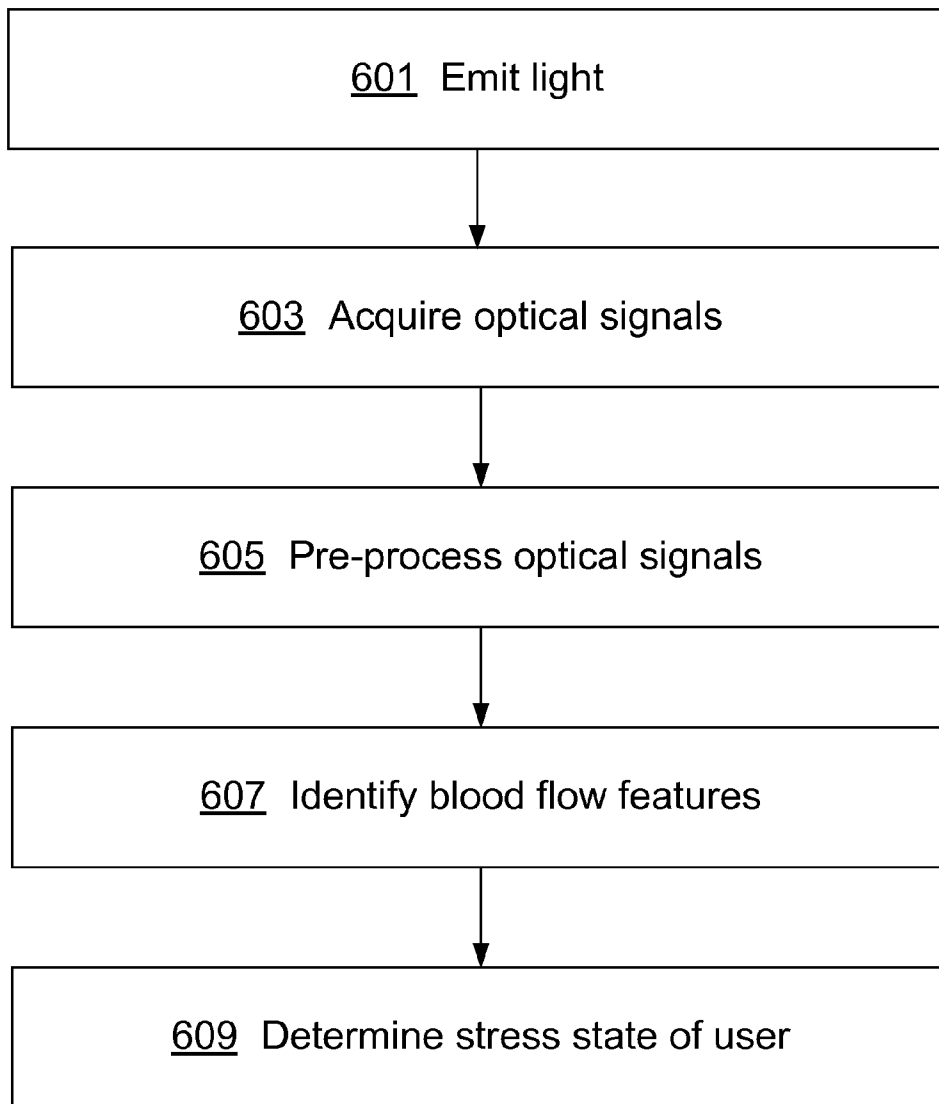 601 Emit light
603 Acquire optical signals
605 Pre-process optical signals
607 Identify blood flow features
609 Determine stress state of user